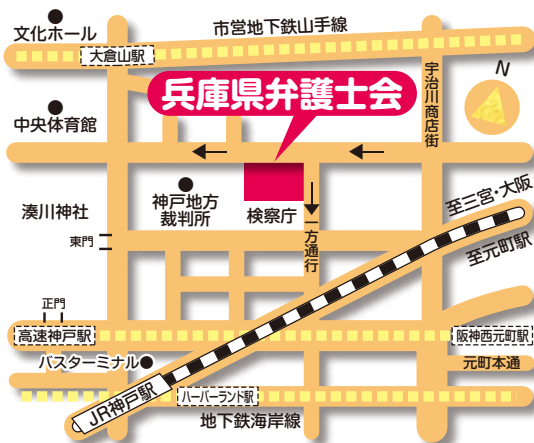 市営地下鉄山手線
文化ホール
大倉山駅
宇治川商店街
N
兵庫県弁護士会
中央体育館
湊川神社
神戸地方
裁判所
検察庁
一方通行
至三宮・大阪
至元町駅
東門
正門
高速神戸駅
阪神西元町駅
バスターミナル
元町本通
JR神戸駅
ハーバーランド駅
地下鉄海岸線